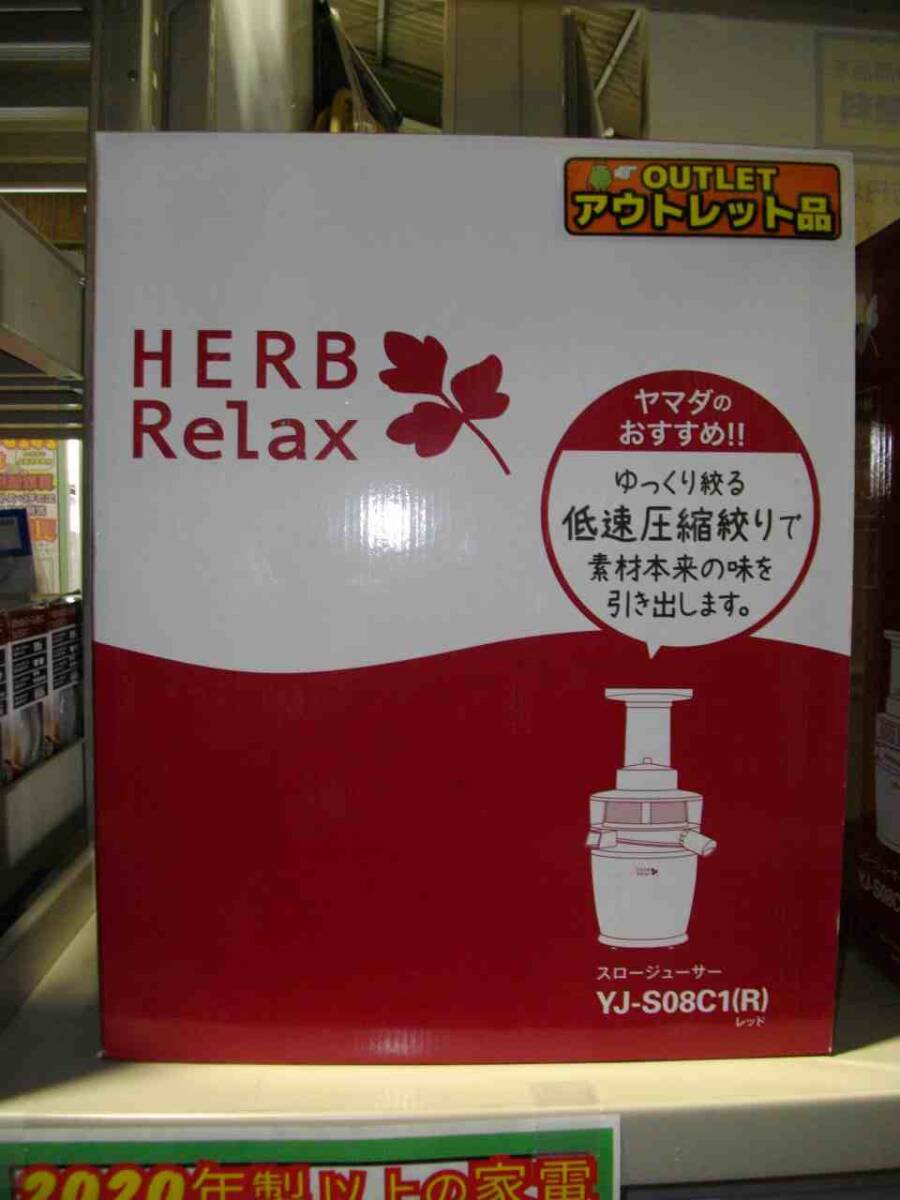 OUTLET
アウトレット品
HERB
Relax
ヤマダの
おすすめ!!
ゆっくり絞る
低速圧縮絞りで
素材本来の味を
引き出します。
スロージューサー
YJ-S08C1(R)
レッド
2020年製以上の家電